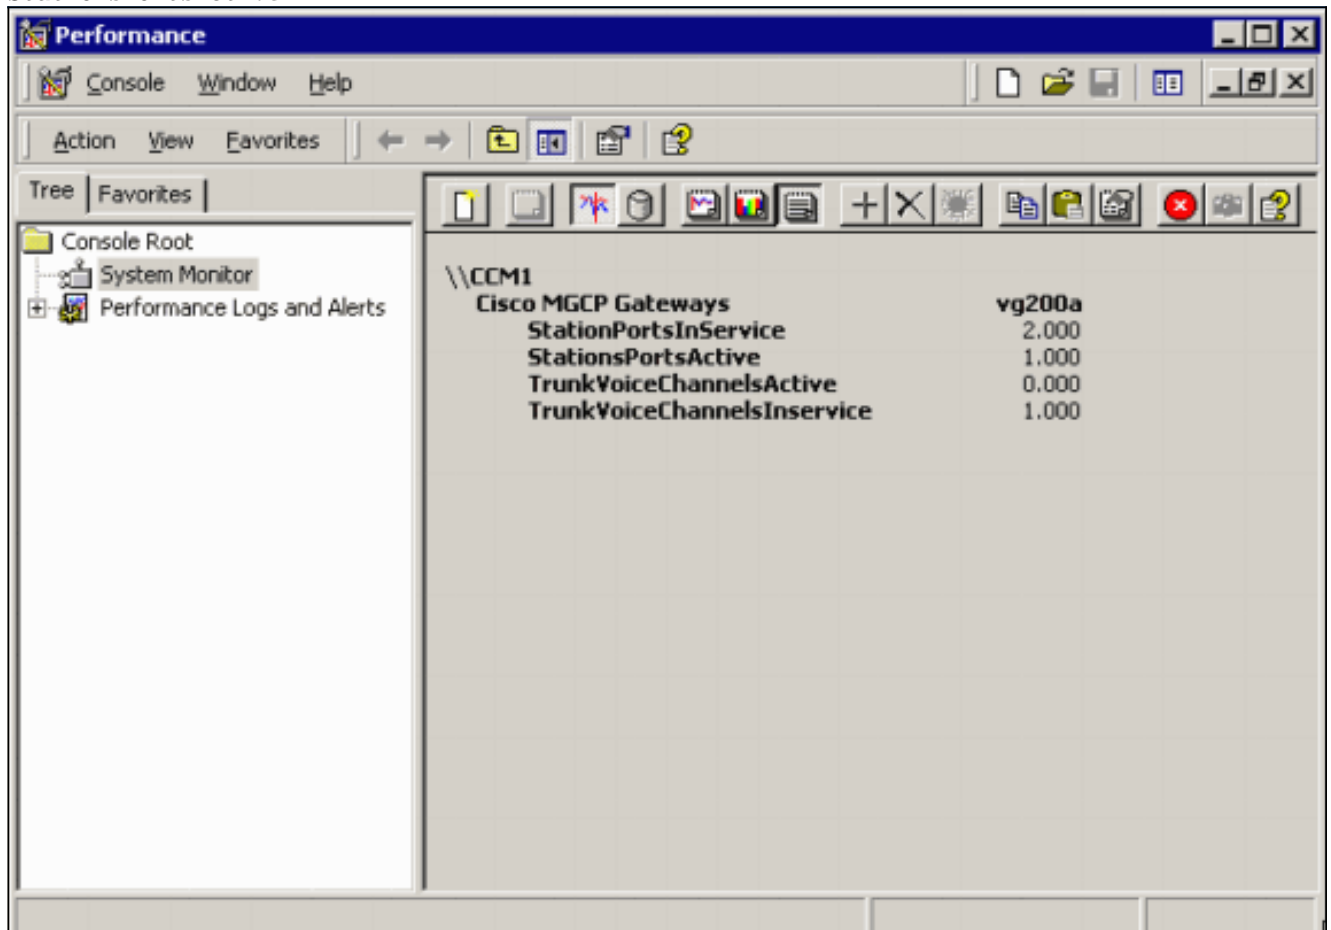 Performance
Console Window Help
Action View Favorites
Tree Favorites
Console Root
System Monitor
Performance Logs and Alerts
\\CCM1
Cisco MGCP Gateways vg200a
StationPortsInService 2.000
StationsPortsActive 1.000
TrunkVoiceChannelsActive 0.000
TrunkVoiceChannelsInservice 1.000